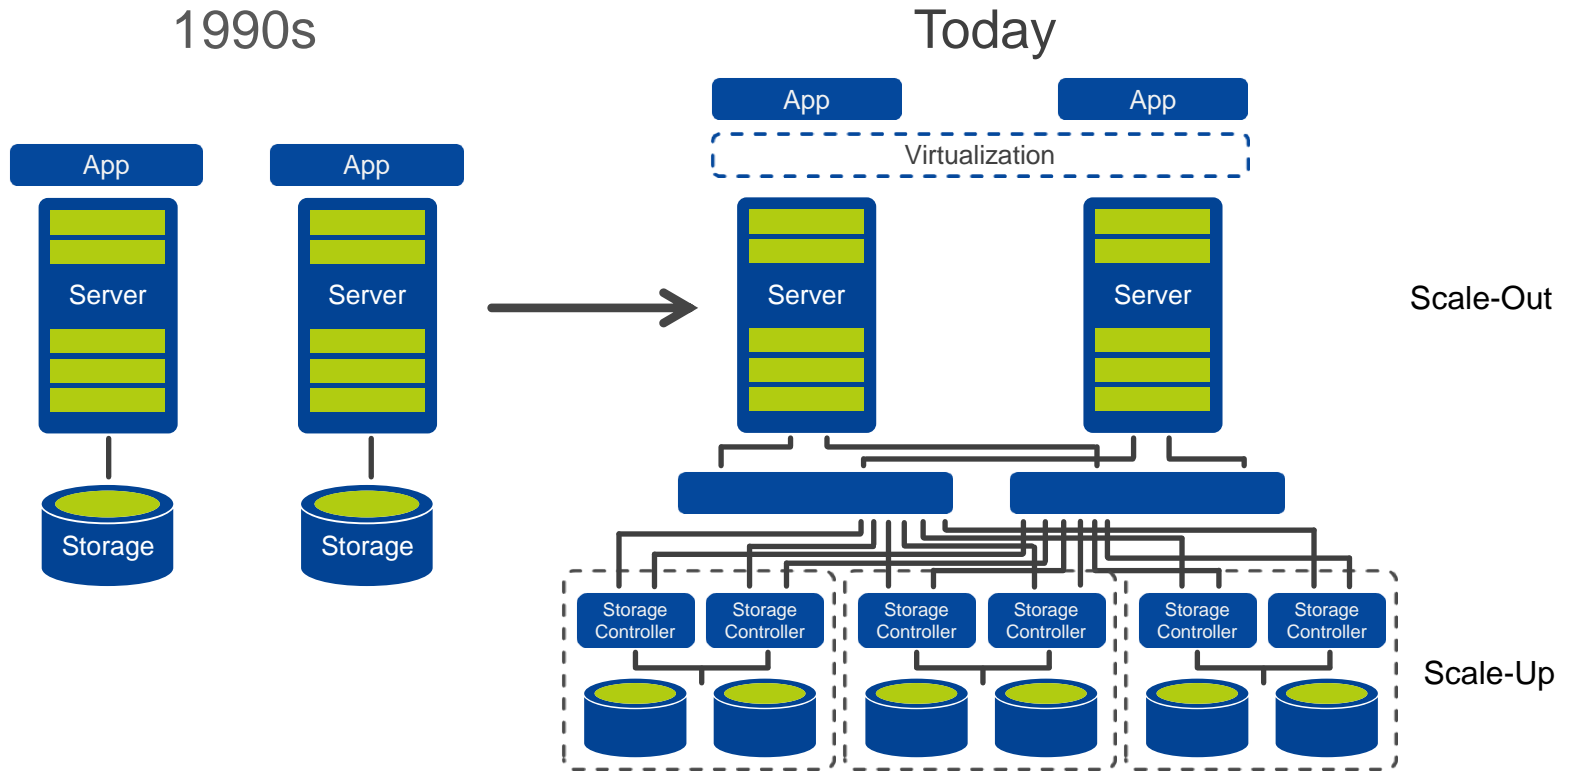 1990s
Today
App
App
App
App
Virtualization
Server
Server
Server
Server
Scale-Out
Storage
Storage
Storage
Controller
Storage
Controller
Storage
Controller
Storage
Controller
Storage
Controller
Storage
Controller
Scale-Up